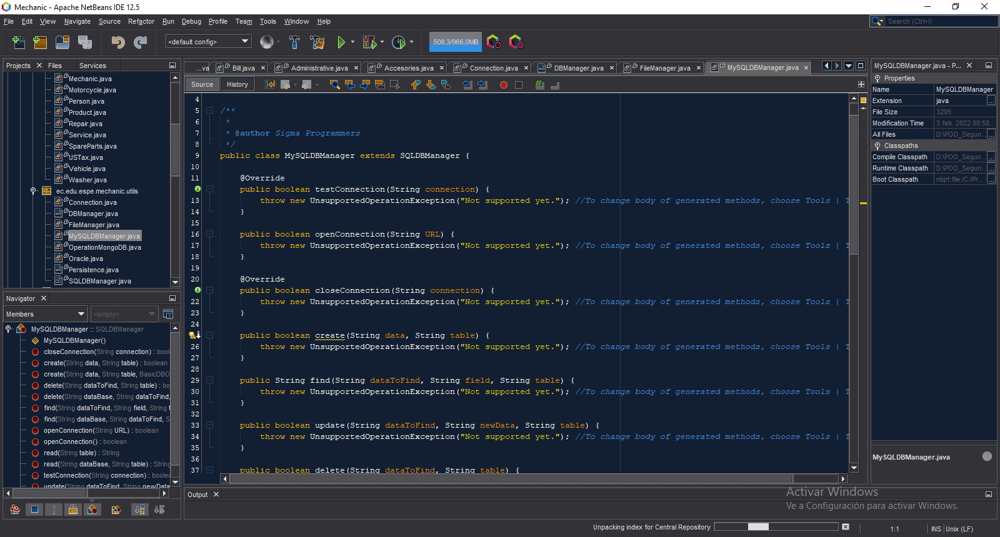 Mechanic - Apache NetBeans IDE 12.5
File Edit View Navigate Source Refactor Run Debug Profile Team Tools Window Help
Search (Ctrl+I)
<default config>
508,3/966,0MB
Projects Files Services
Mechanic.java
Motorcycle.java
Person.java
Product.java
Repair.java
Service.java
SpareParts.java
USTax.java
Vehicle.java
Washer.java
ec.edu.espe.mechanic.utils
Connection.java
DBManager.java
FileManager.java
MySQLDBManager.java
OperationMongoDB.java
Oracle.java
Persistence.java
SQLDBManager.java
Navigator
Members
<empty>
MySQLDBManager :: SQLDBManager
MySQLDBManager()
closeConnection(String connection) : bool
create(String data, String table) : boolean
create(String data, String table, BasicDBO
delete(String dataToFind, String table) : bo
delete(String dataBase, String dataToFind,
find(String dataToFind, String field, String t
find(String dataBase, String dataToFind, S
openConnection(String URL) : boolean
openConnection() : boolean
read(String table) : String
read(String dataBase, String table) : String
testConnection(String connection) : boolea
update(String dataToFind, String newData
...va Bill.java Administrative.java Accesories.java Connection.java DBManager.java FileManager.java MySQLDBManager.java
Source History
4
5 /**
6 *
7 * @author Sigma Programmers
8 */
9 public class MySQLDBManager extends SQLDBManager {
10
11 @Override
public boolean testConnection(String connection) {
13 throw new UnsupportedOperationException("Not supported yet."); //To change body of generated methods, choose Tools | T
14 }
15
16 public boolean openConnection(String URL) {
17 throw new UnsupportedOperationException("Not supported yet."); //To change body of generated methods, choose Tools | T
18 }
19
20 @Override
public boolean closeConnection(String connection) {
22 throw new UnsupportedOperationException("Not supported yet."); //To change body of generated methods, choose Tools | T
23 }
24
public boolean create(String data, String table) {
26 throw new UnsupportedOperationException("Not supported yet."); //To change body of generated methods, choose Tools | T
27 }
28
29 public String find(String dataToFind, String field, String table) {
30 throw new UnsupportedOperationException("Not supported yet."); //To change body of generated methods, choose Tools | T
31 }
32
33 public boolean update(String dataToFind, String newData, String table) {
34 throw new UnsupportedOperationException("Not supported yet."); //To change body of generated methods, choose Tools | T
35 }
36
37 public boolean delete(String dataToFind, String table) {
MySQLDBManager.java - P...
Properties
Name MySQLDBManager
Extension java ...
File Size 3205
Modification Time 3 feb. 2022 08:58...
All Files D:\POO_Segun... ...
Classpaths
Compile Classpath D:\POO_Segun... ...
Runtime Classpath D:\POO_Segun... ...
Boot Classpath nbjrt:file:/C:/Pr... ...
MySQLDBManager.java
Output
Activar Windows
Ve a Configuración para activar Windows.
Unpacking index for Central Repository
1:1 INS Unix (LF)